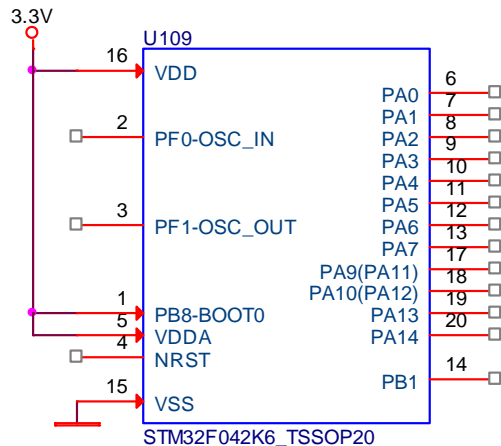 3.3V
U109
16 VDD
2 PF0-OSC_IN
3 PF1-OSC_OUT
1 PB8-BOOT0
5 VDDA
4 NRST
15 VSS
PA0 6
PA1 7
PA2 8
PA3 9
PA4 10
PA5 11
PA6 12
PA7 13
PA9(PA11) 17
PA10(PA12) 18
PA13 19
PA14 20
PB1 14
STM32F042K6_TSSOP20